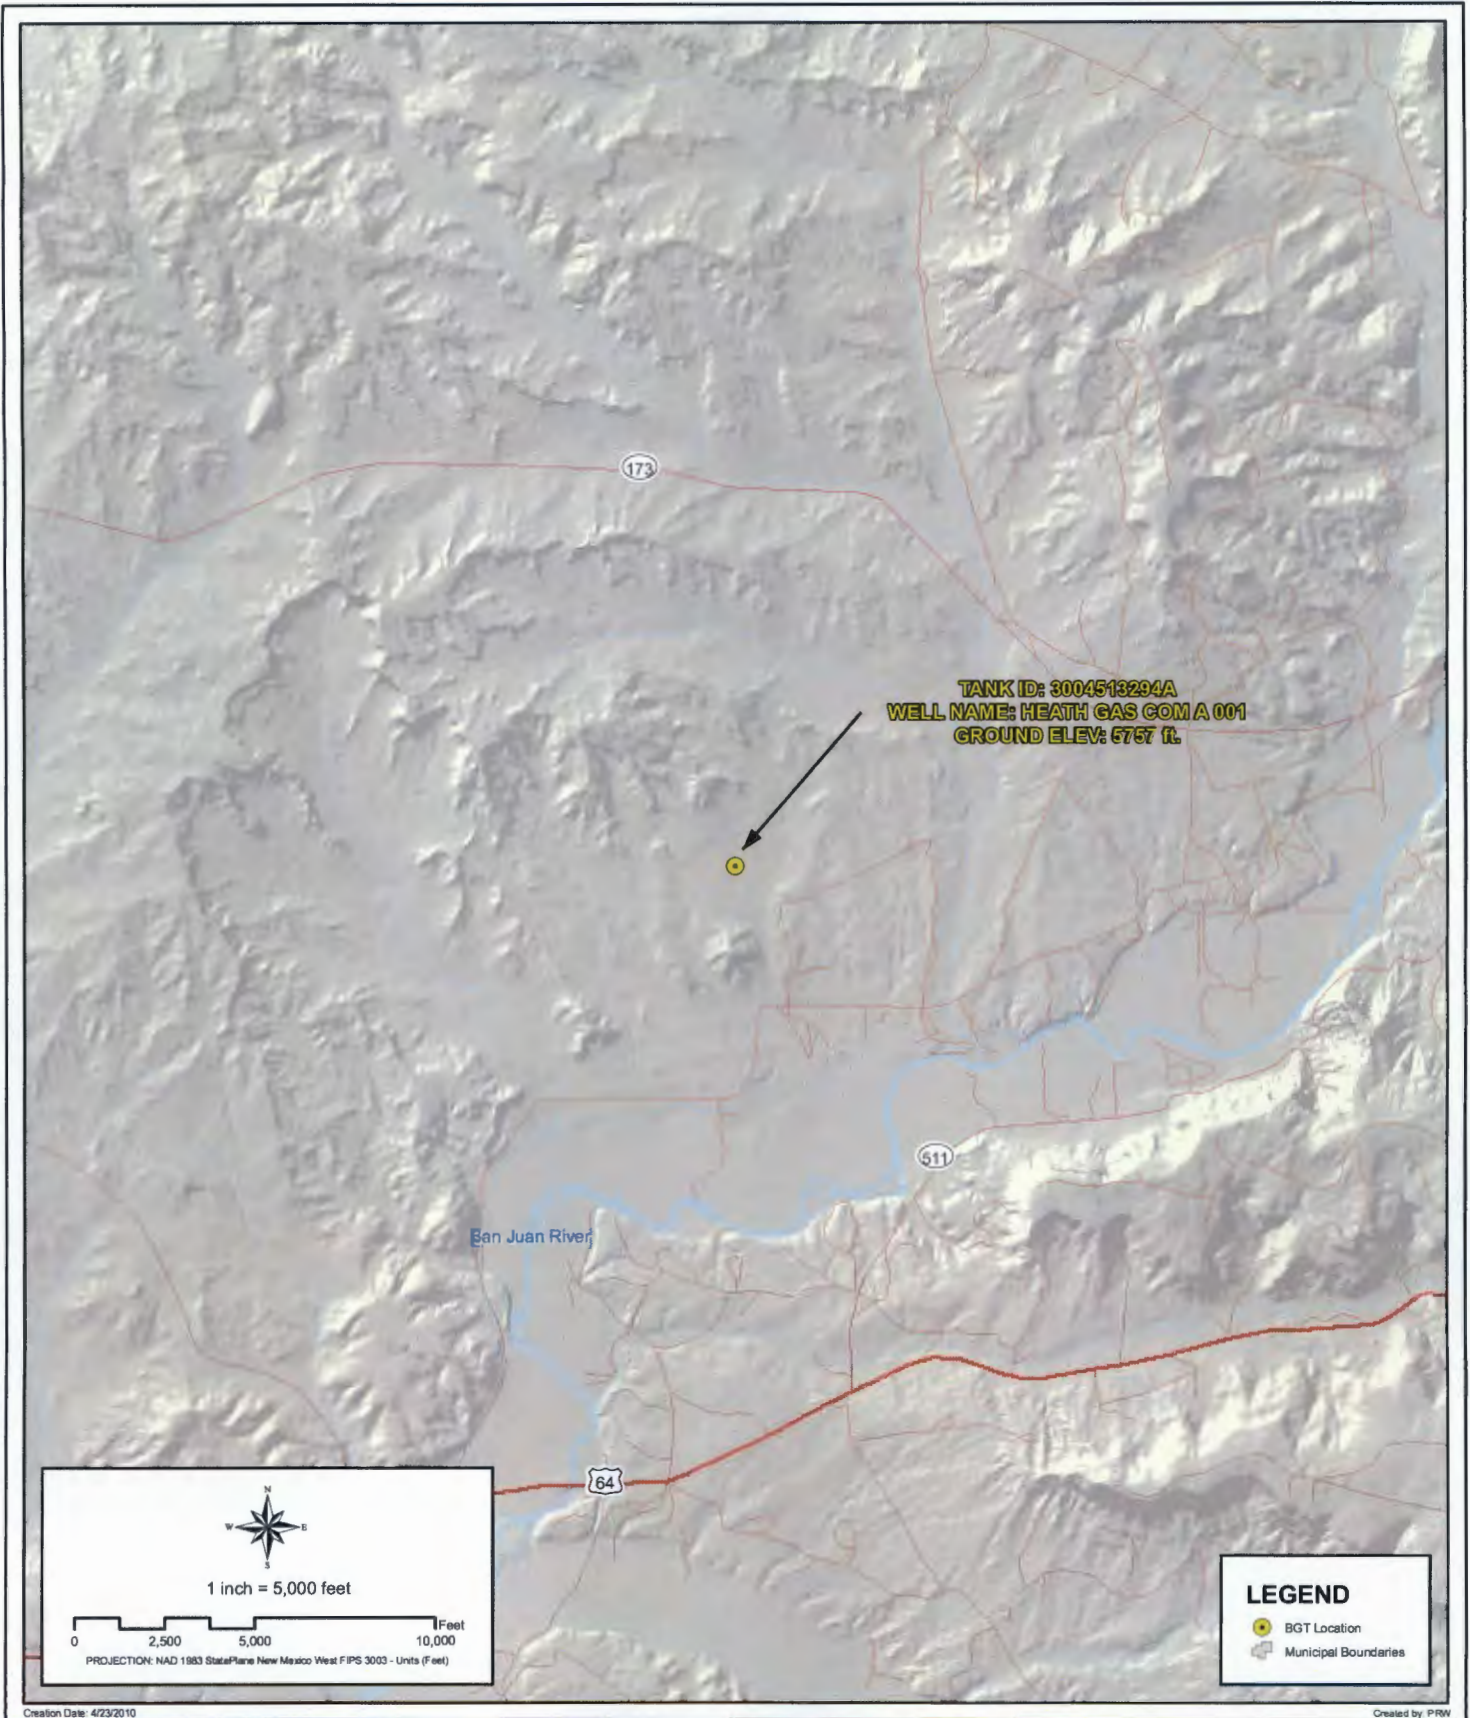 173
TANK ID: 3004513294A
WELL NAME: HEATH GAS COM A 001
GROUND ELEV: 5757 ft.
511
San Juan River
64
N
W E
S
1 inch = 5,000 feet
Feet
0 2,500 5,000 10,000
PROJECTION: NAD 1983 StatePlane New Mexico West FIPS 3003 - Units (Feet)
LEGEND
BGT Location
Municipal Boundaries
Creation Date: 4/23/2010
Created by: PRW